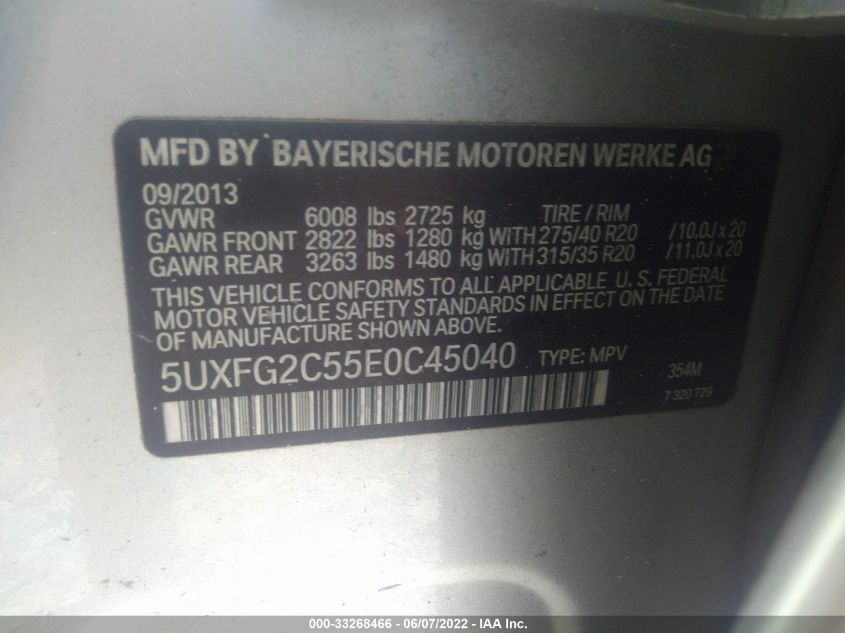 MFD BY BAYERISCHE MOTOREN WERKE AG
09/2013
GVWR 6008 lbs 2725 kg TIRE / RIM
GAWR FRONT 2822 lbs 1280 kg WITH 275/40 R20 /10.0J x 20
GAWR REAR 3263 lbs 1480 kg WITH 315/35 R20 /11.0J x 20
THIS VEHICLE CONFORMS TO ALL APPLICABLE U. S. FEDERAL
MOTOR VEHICLE SAFETY STANDARDS IN EFFECT ON THE DATE
OF MANUFACTURE SHOWN ABOVE.
5UXFG2C55E0C45040 TYPE: MPV 354M
7 320 729
000-33268466 - 06/07/2022 - IAA Inc.